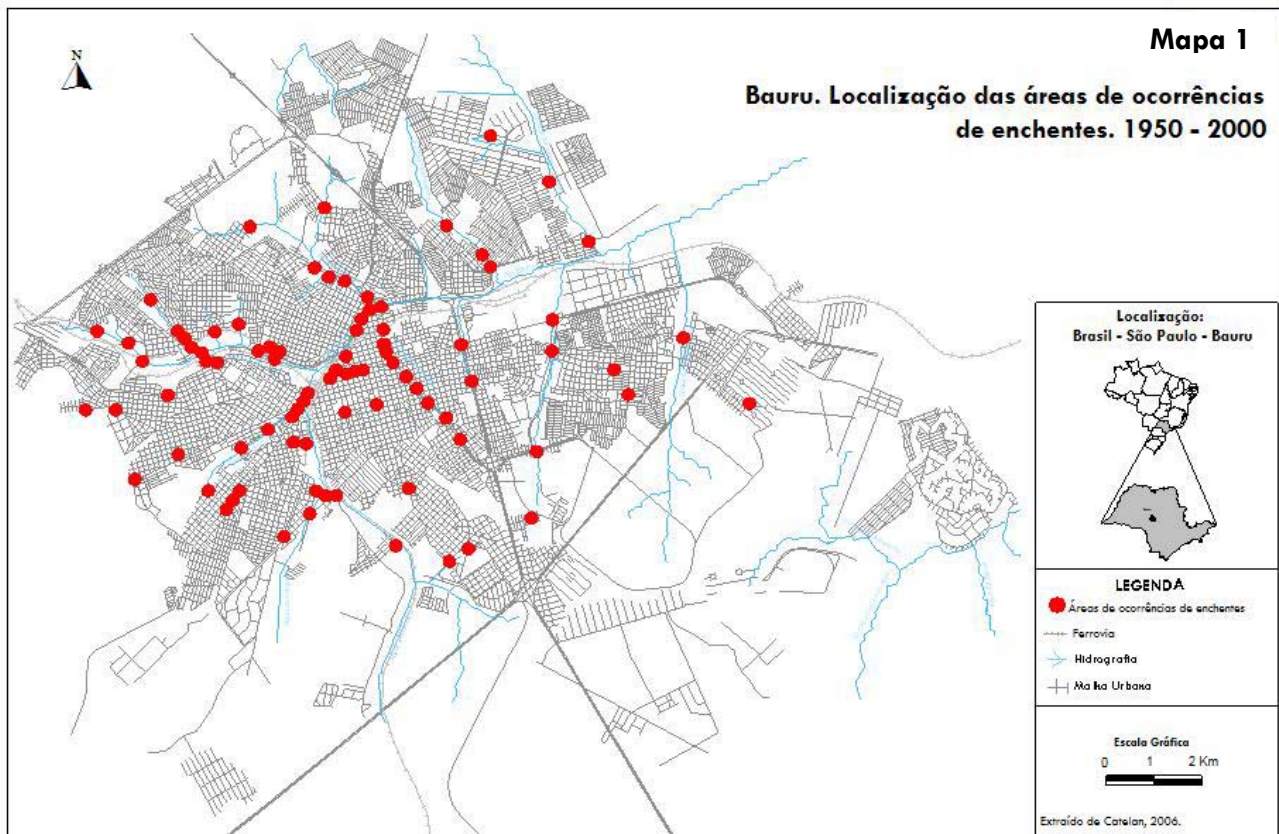 Mapa 1
Bauru. Localização das áreas de ocorrências
de enchentes. 1950 - 2000
N
Localização:
Brasil - São Paulo - Bauru
LEGENDA
Áreas de ocorrências de enchentes
Ferrovia
Hidrografia
Malha Urbana
Escala Gráfica
0 1 2 Km
Extraído de Catelan, 2006.